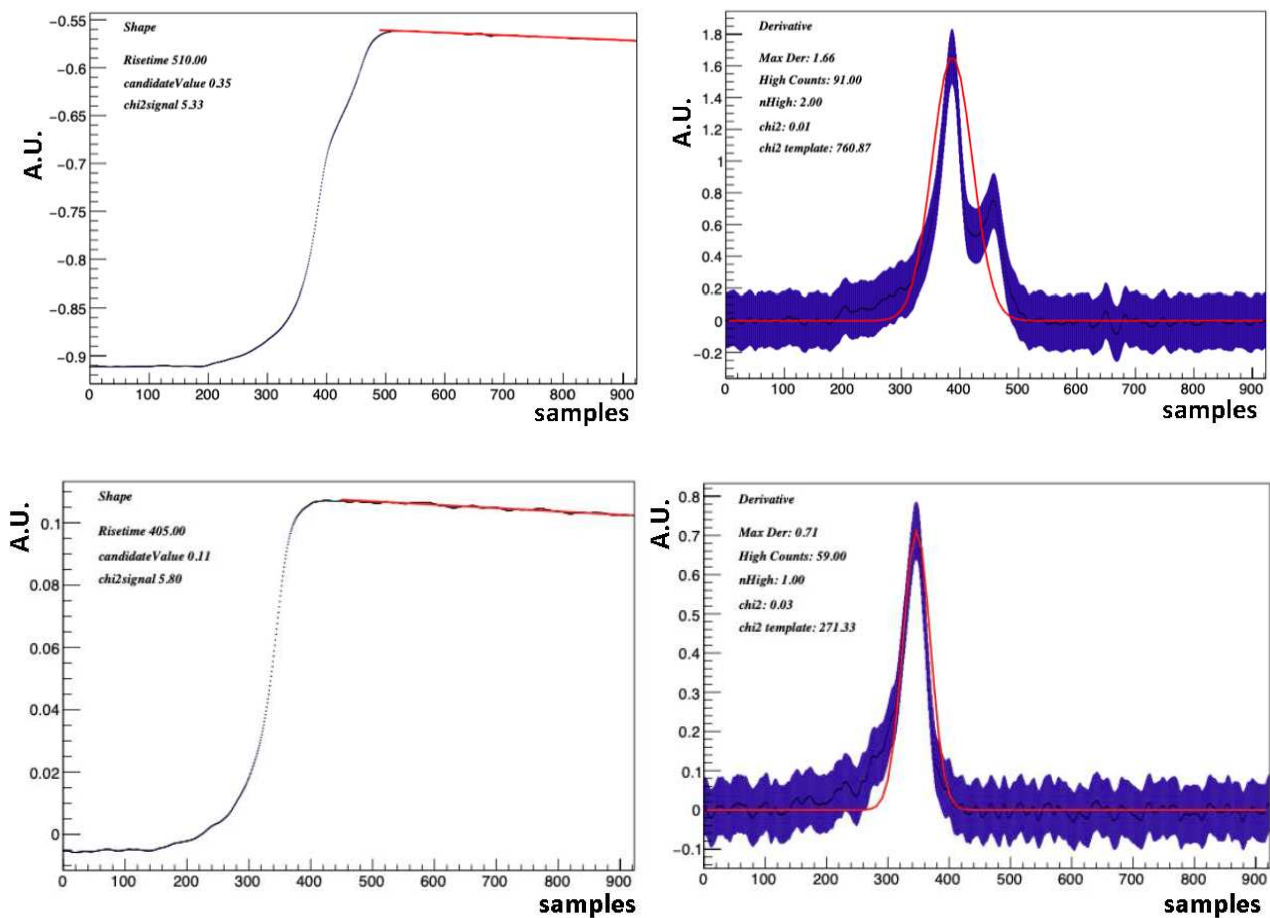 Shape
Risetime 510.00
candidateValue 0.35
chi2signal 5.33
A.U.
−0.55
−0.6
−0.65
−0.7
−0.75
−0.8
−0.85
−0.9
0 100 200 300 400 500 600 700 800 900
samples
Derivative
Max Der: 1.66
High Counts: 91.00
nHigh: 2.00
chi2: 0.01
chi2 template: 760.87
A.U.
1.8
1.6
1.4
1.2
1
0.8
0.6
0.4
0.2
0
−0.2
0 100 200 300 400 500 600 700 800 900
samples
Shape
Risetime 405.00
candidateValue 0.11
chi2signal 5.80
A.U.
0.1
0.08
0.06
0.04
0.02
0
0 100 200 300 400 500 600 700 800 900
samples
Derivative
Max Der: 0.71
High Counts: 59.00
nHigh: 1.00
chi2: 0.03
chi2 template: 271.33
A.U.
0.8
0.7
0.6
0.5
0.4
0.3
0.2
0.1
0
−0.1
0 100 200 300 400 500 600 700 800 900
samples